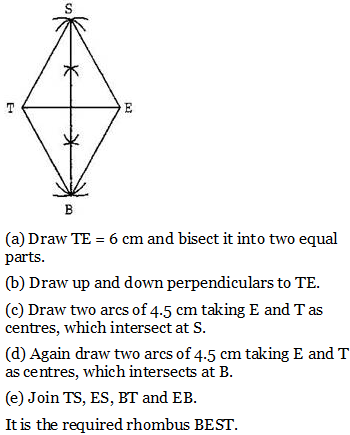 S
T
E
B
(a) Draw TE = 6 cm and bisect it into two equal
parts.
(b) Draw up and down perpendiculars to TE.
(c) Draw two arcs of 4.5 cm taking E and T as
centres, which intersect at S.
(d) Again draw two arcs of 4.5 cm taking E and T
as centres, which intersects at B.
(e) Join TS, ES, BT and EB.
It is the required rhombus BEST.